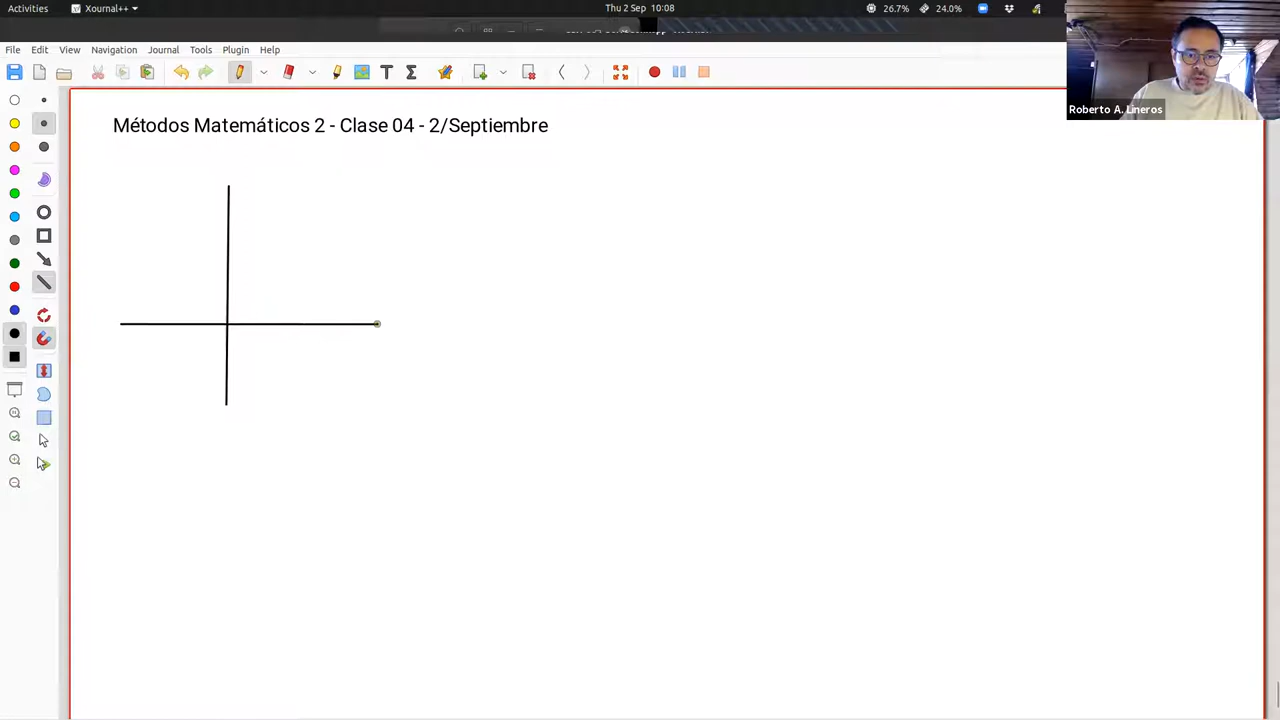 Activities
Xournal++
Thu 2 Sep 10:08
26.7%
24.0%
File Edit View Navigation Journal Tools Plugin Help
Roberto A. Lineros
Métodos Matemáticos 2 - Clase 04 - 2/Septiembre